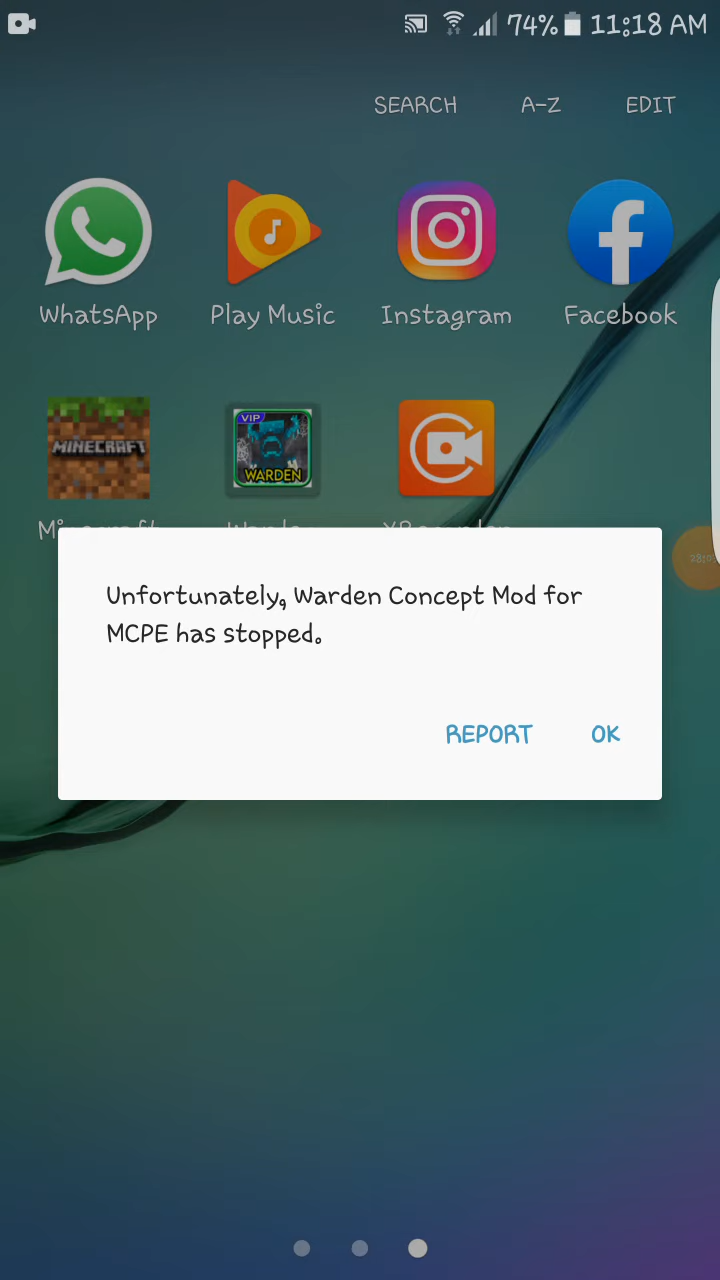 74% 11:18 AM
SEARCH A-Z EDIT
WhatsApp Play Music Instagram Facebook
MINECRAFT VIP WARDEN
Unfortunately, Warden Concept Mod for
MCPE has stopped.
REPORT OK